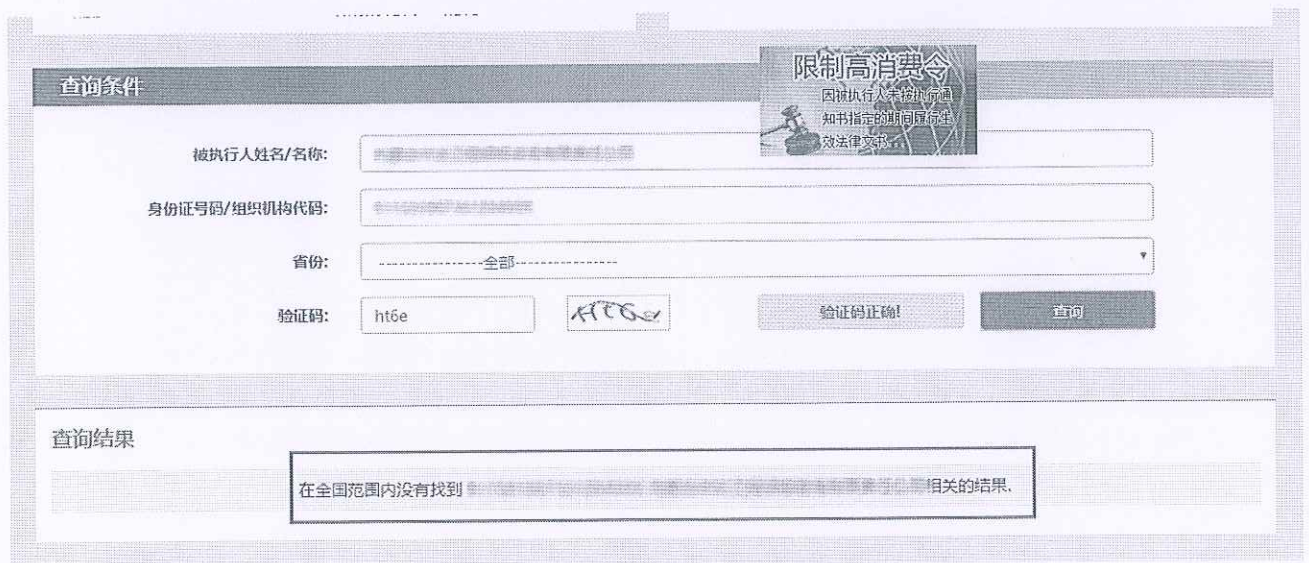 查询条件
限制高消费令
因被执行人未按执行通
知书指定的期间履行生
效法律文书...
被执行人姓名/名称:
身份证号码/组织机构代码:
省份:
-----------------全部-----------------
验证码:
ht6e
HT6e
验证码正确!
查询
查询结果
在全国范围内没有找到
相关的结果.